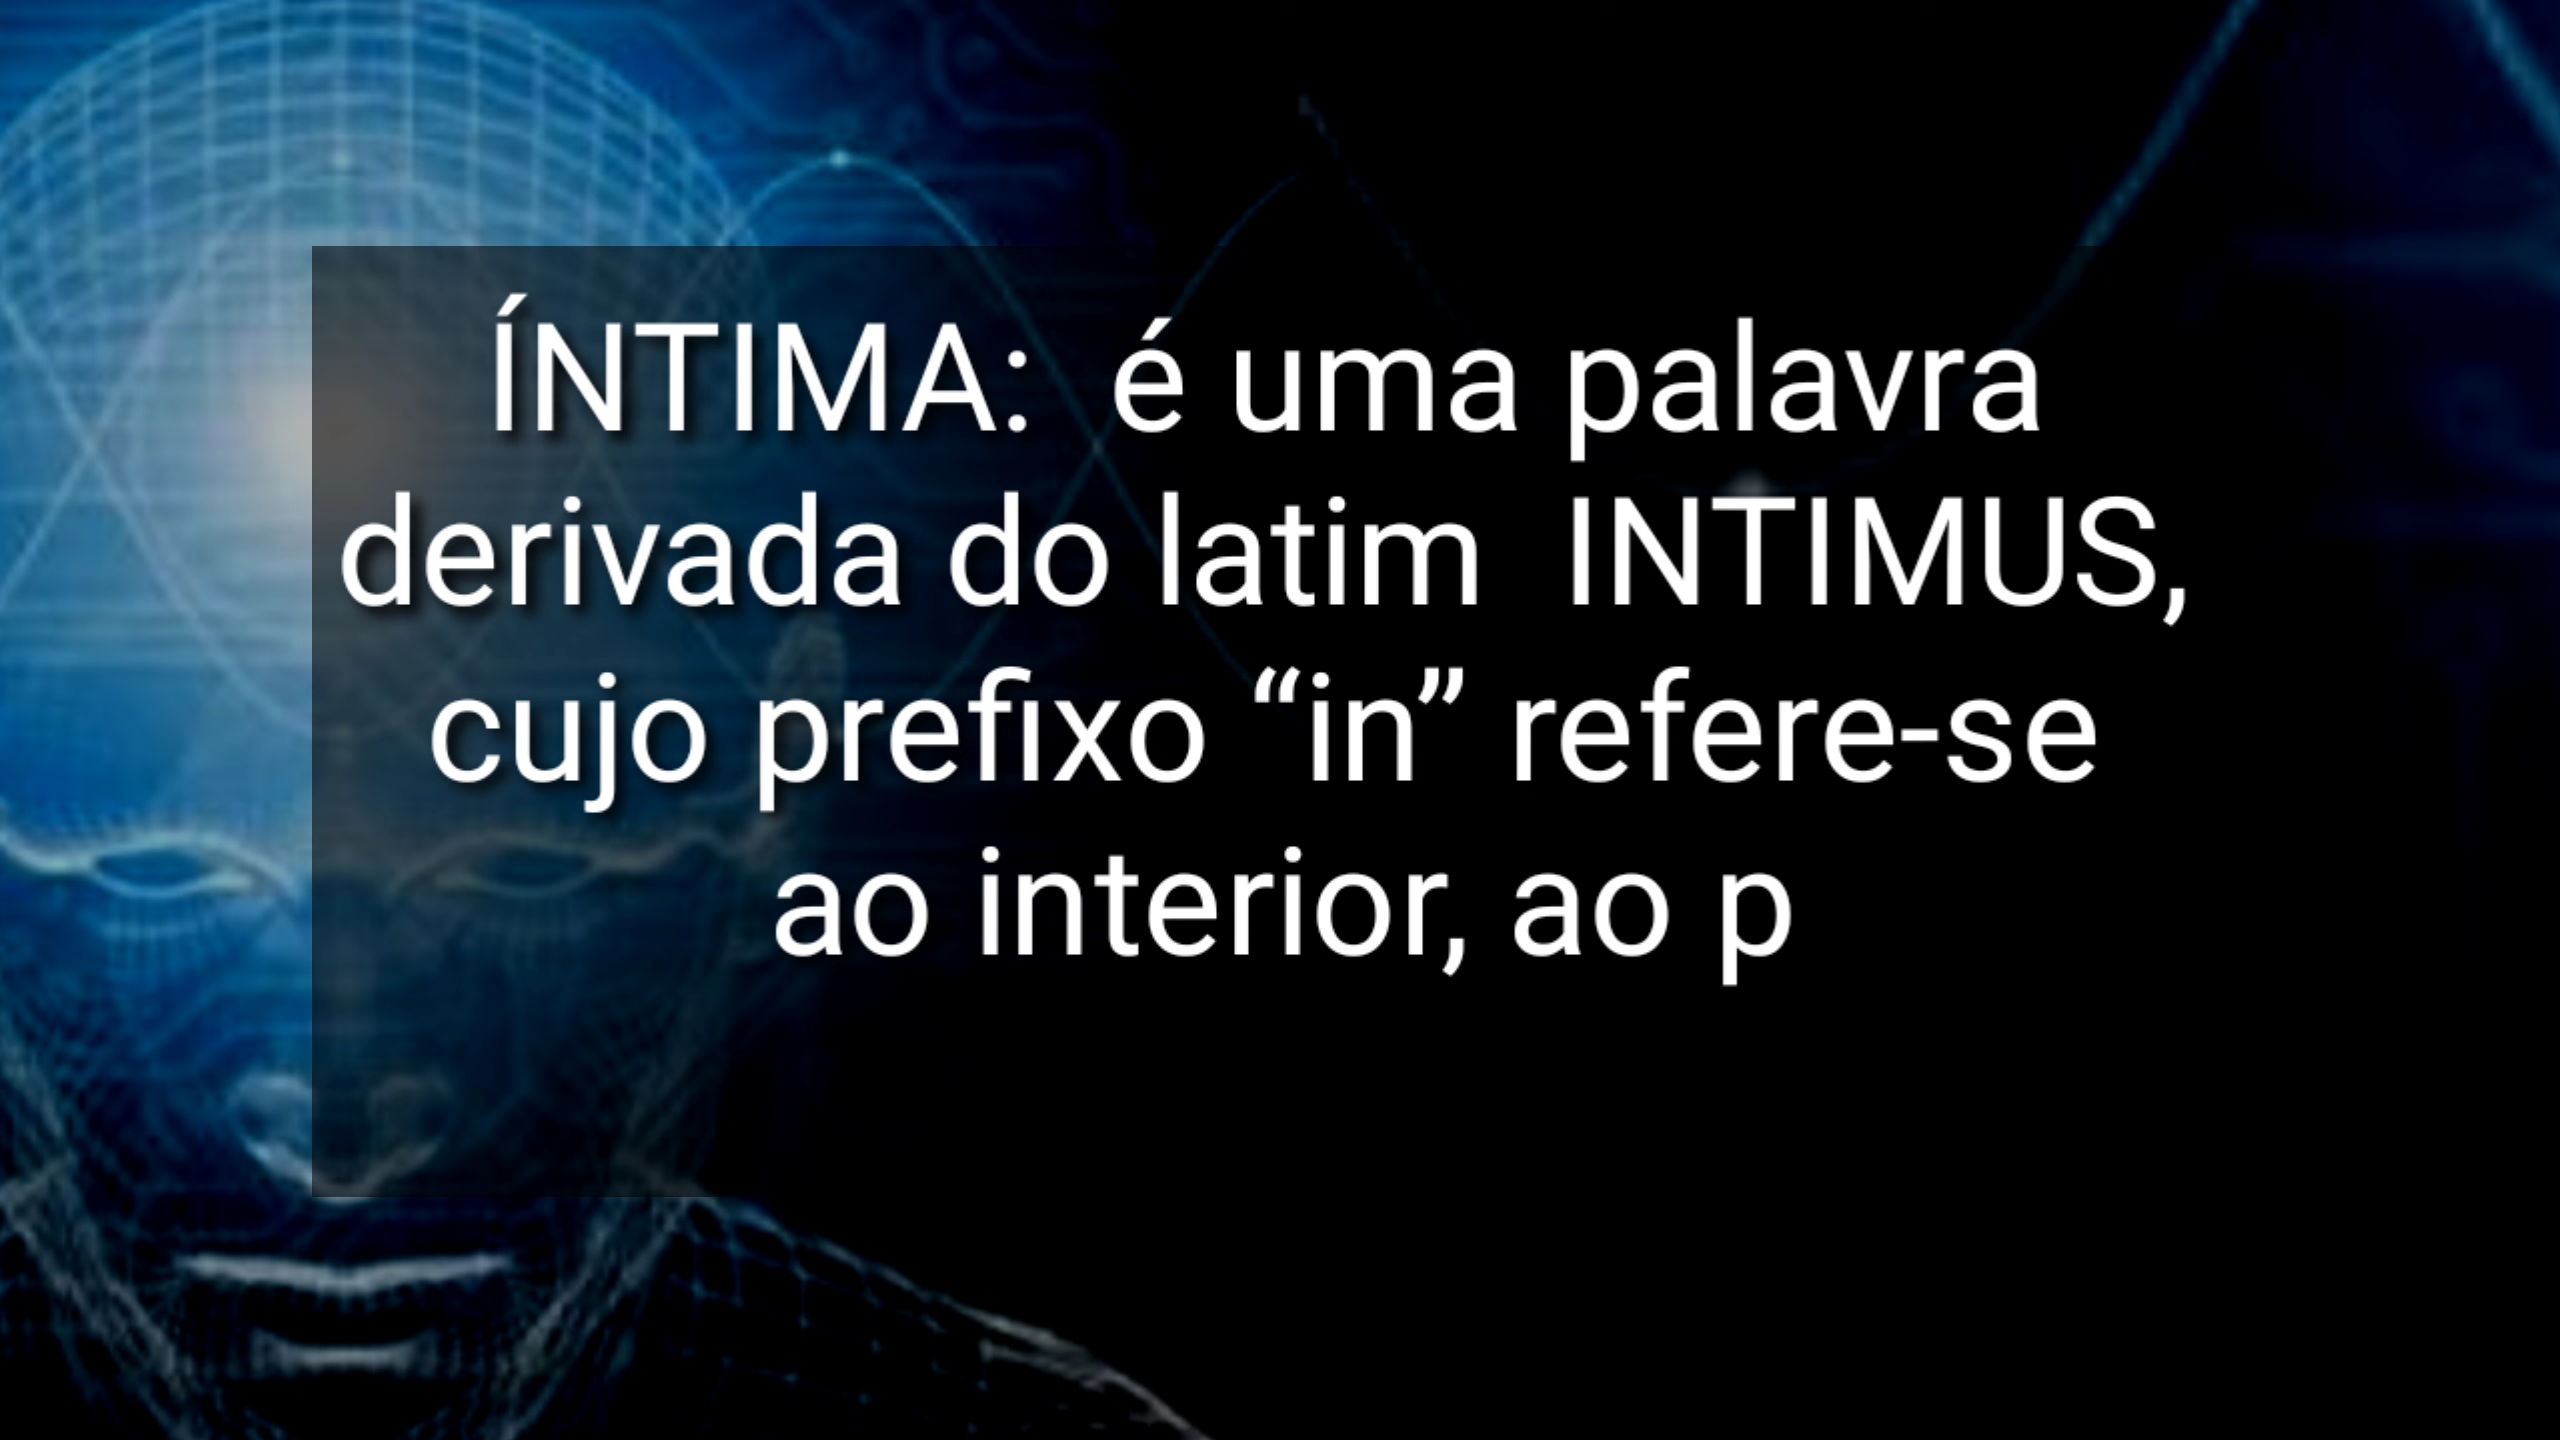 ÍNTIMA: é uma palavra
derivada do latim INTIMUS,
cujo prefixo “in” refere-se
ao interior, ao p